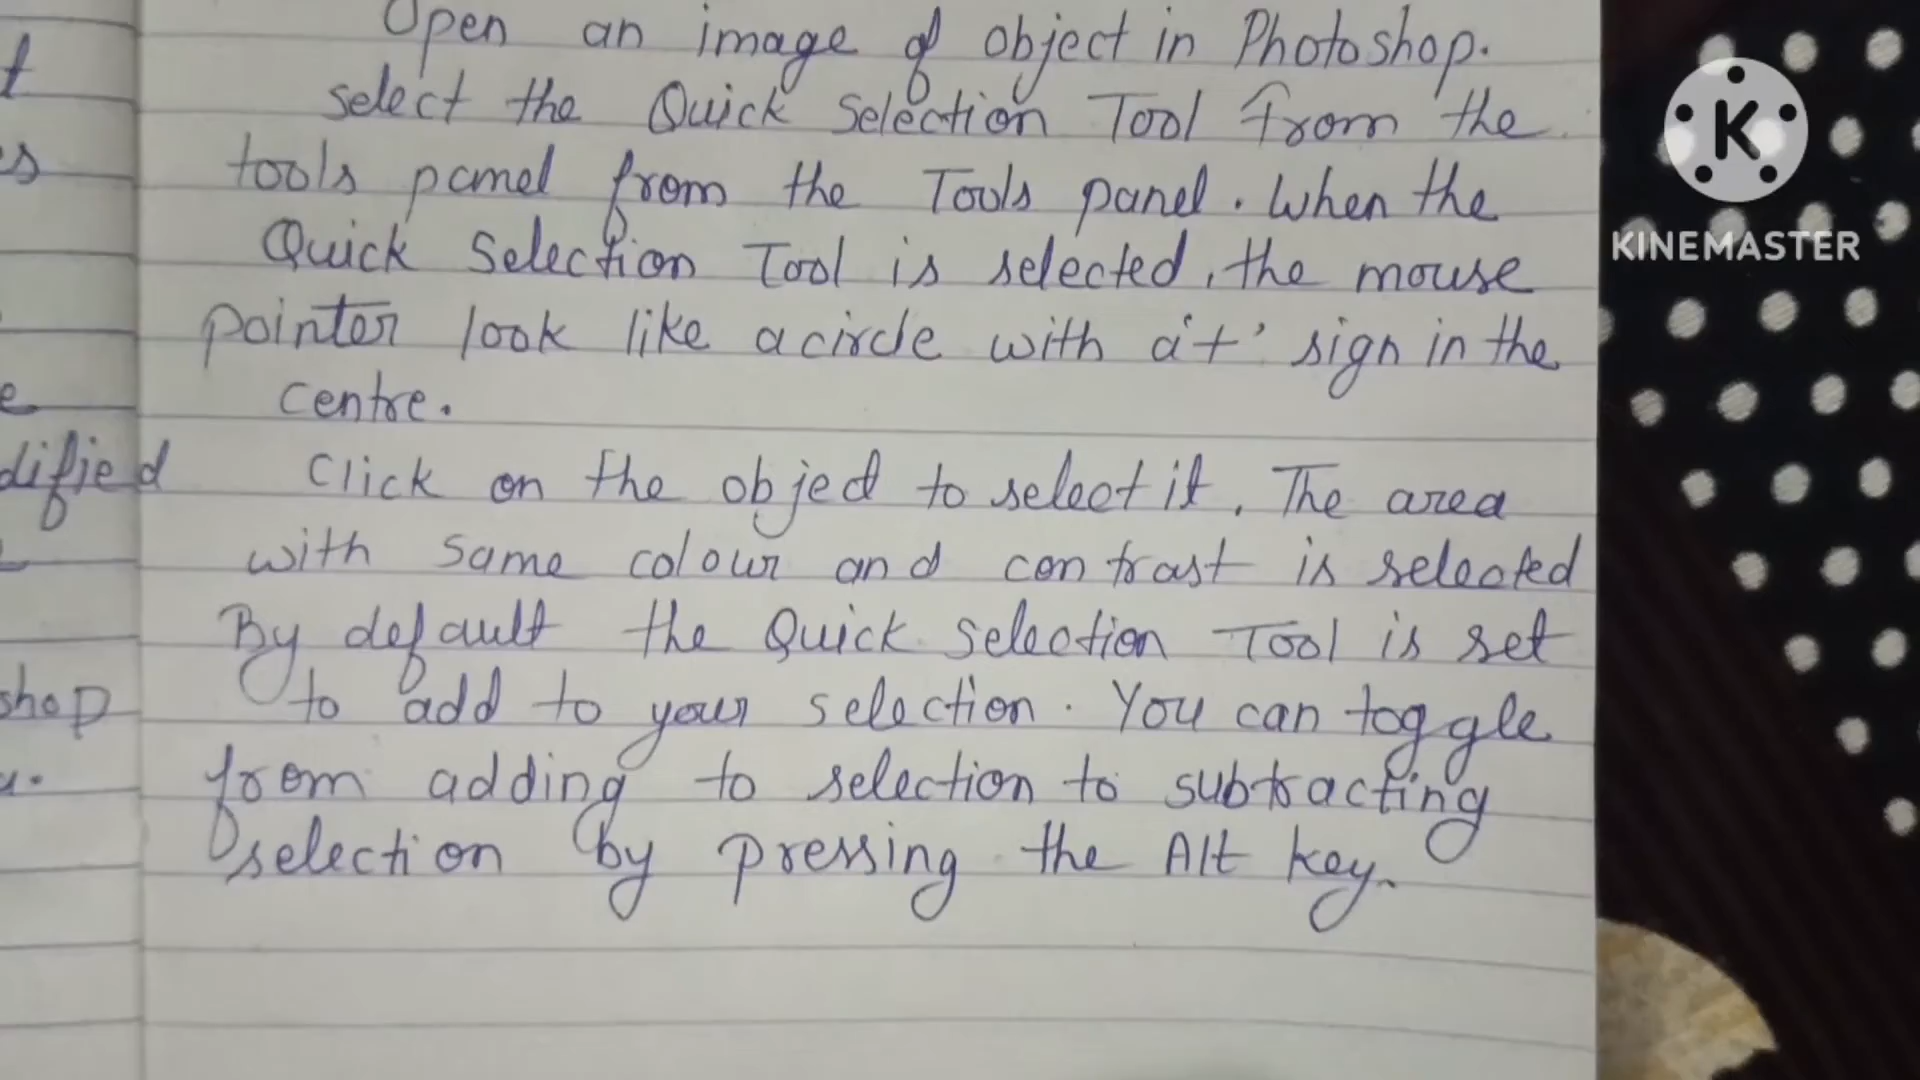 Open an image of object in Photoshop.
select the Quick Selection Tool from the
tools pamel from the Tools panel. When the
Quick Selection Tool is selected, the mouse
pointer look like a circle with a '+' sign in the
centre.
Click on the object to select it. The area
with same colour and contrast is selected
By default the Quick Selection Tool is set
to add to your selection. You can toggle
from adding to selection to subtracting
selection by pressing the Alt key.
dified
shop
K
KINEMASTER